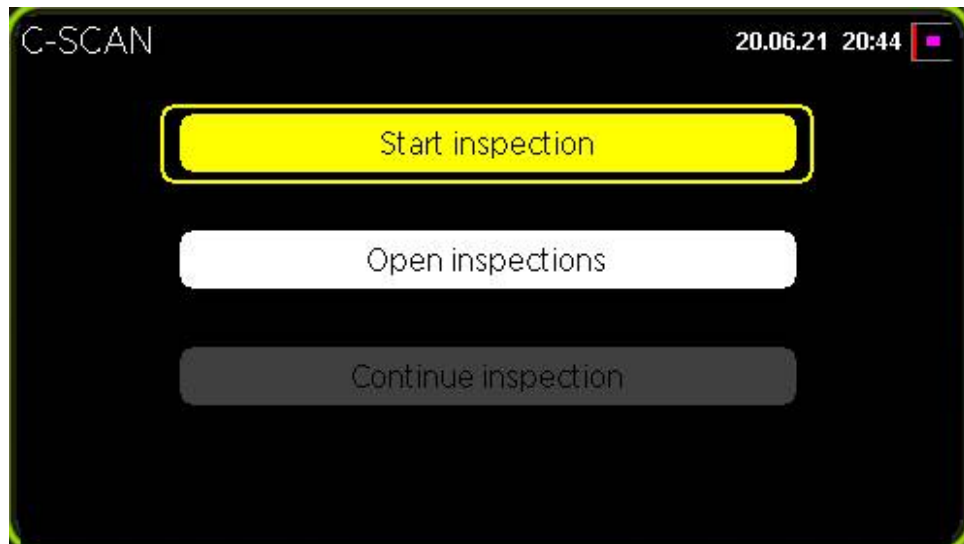 C-SCAN 20.06.21 20:44
Start inspection
Open inspections
Continue inspection